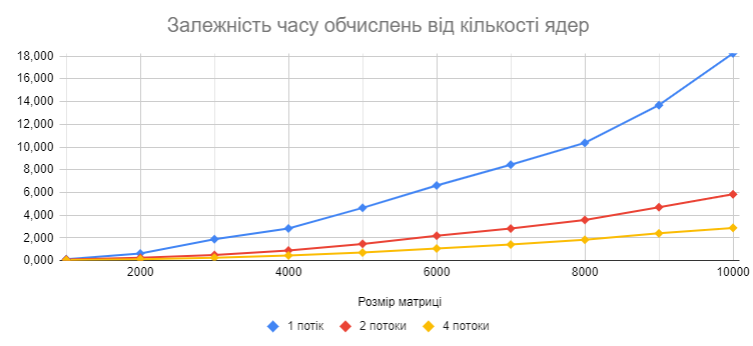 Залежність часу обчислень від кількості ядер
18,000
16,000
14,000
12,000
10,000
8,000
6,000
4,000
2,000
0,000
2000 4000 6000 8000 10000
Розмір матриці
1 потік 2 потоки 4 потоки